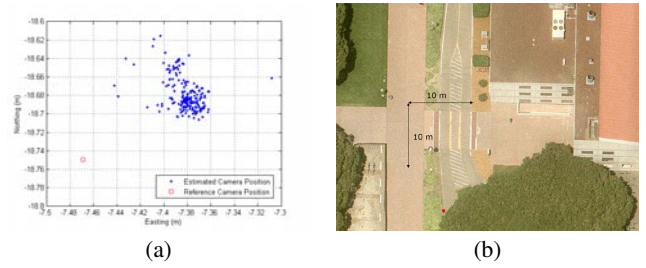 -18.6
-18.62
-18.64
-18.66
-18.68
-18.7
-18.72
-18.74
-18.76
-18.78
-18.8
Northing (m)
Estimated Camera Position
Reference Camera Position
-7.5 -7.48 -7.46 -7.44 -7.42 -7.4 -7.38 -7.36 -7.34 -7.32 -7.3
Easting (m)
(a)
10 m
10 m
(b)